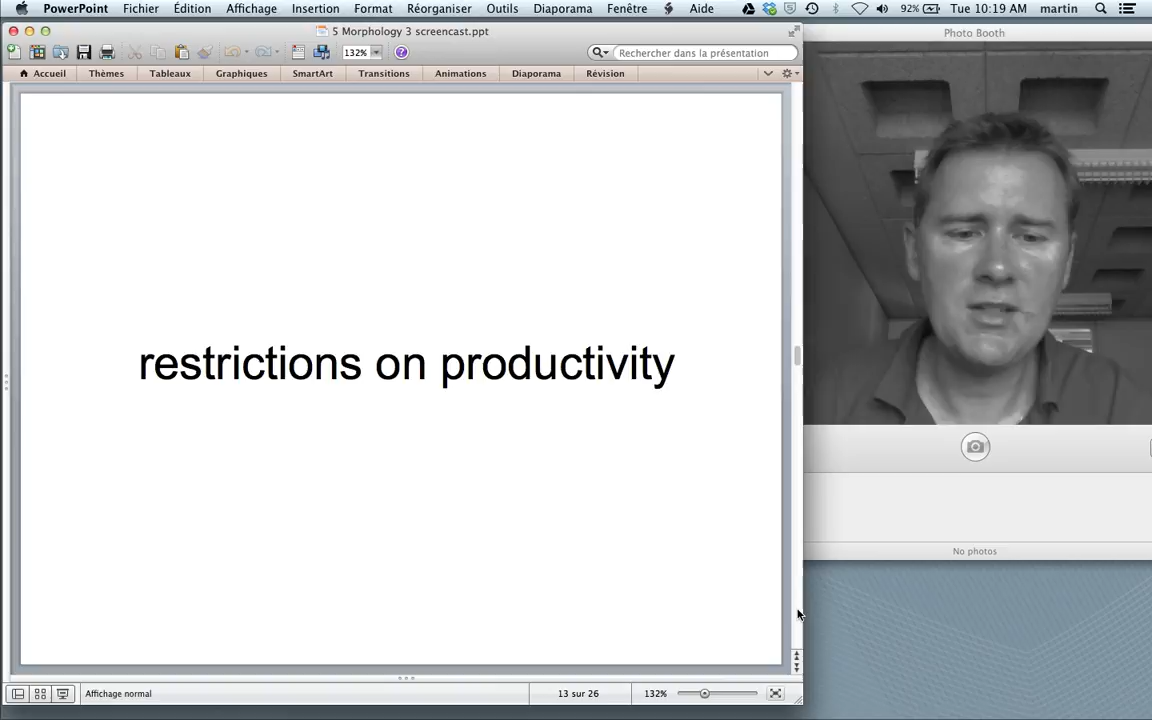 PowerPoint Fichier Édition Affichage Insertion Format Réorganiser Outils Diaporama Fenêtre Aide 92% Tue 10:19 AM martin
5 Morphology 3 screencast.ppt
Photo Booth
132% Rechercher dans la présentation
Accueil Thèmes Tableaux Graphiques SmartArt Transitions Animations Diaporama Révision
restrictions on productivity
No photos
Affichage normal 13 sur 26 132%